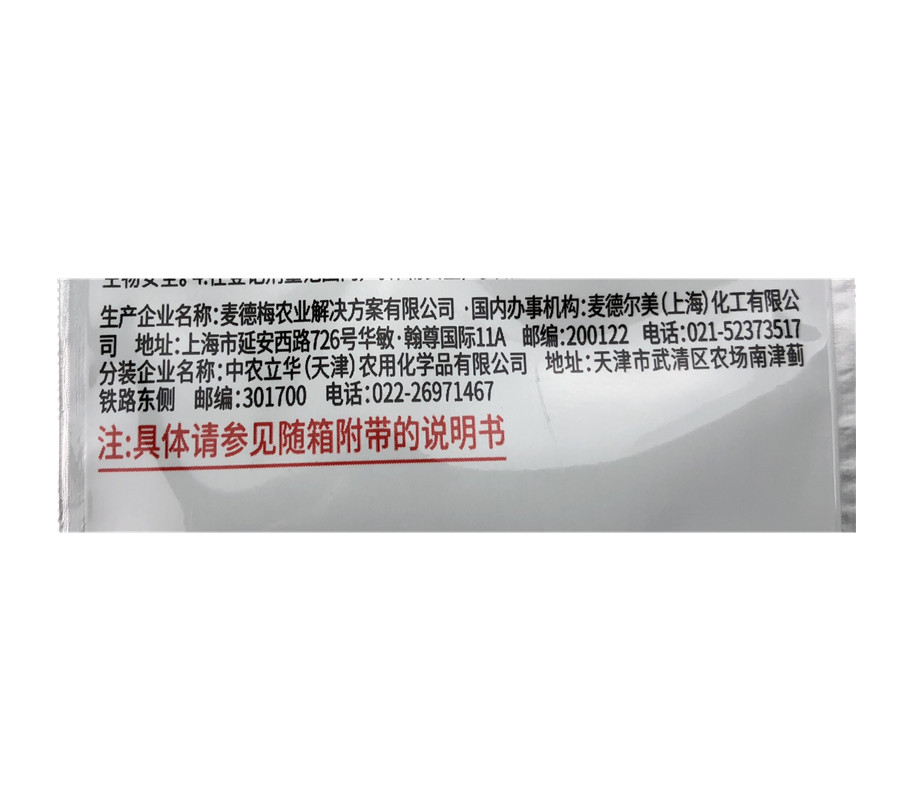 生产企业名称:麦德梅农业解决方案有限公司 ·国内办事机构:麦德尔美(上海)化工有限公
司 地址:上海市延安西路726号华敏·翰尊国际11A 邮编:200122 电话:021-52373517
分装企业名称:中农立华(天津)农用化学品有限公司 地址:天津市武清区农场南津蓟
铁路东侧 邮编:301700 电话:022-26971467
注:具体请参见随箱附带的说明书